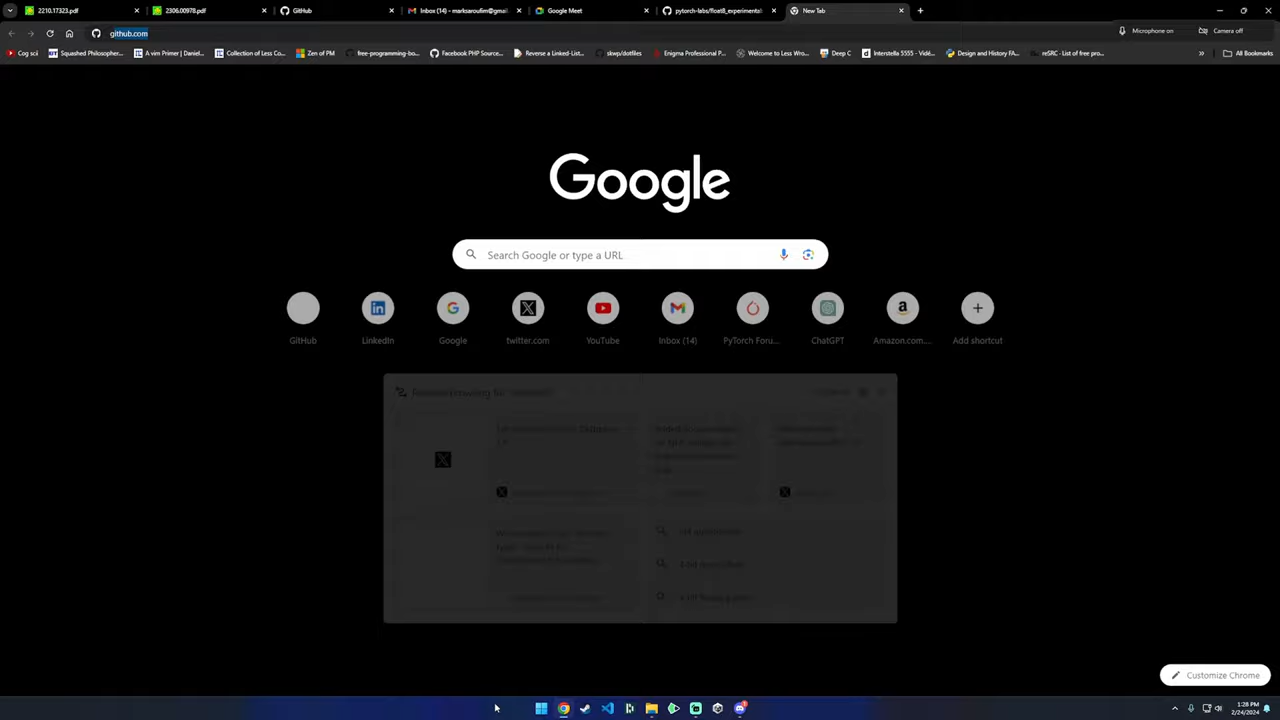 2210.17323.pdf
2306.00978.pdf
GitHub
Inbox (14) - marksaroufim@gmail
Google Meet
pytorch-labs/float8_experimental
New Tab
github.com
Microphone on
Camera off
Cog sci
Squashed Philosopher...
A vim Primer | Daniel...
Collection of Less Co...
Zen of PM
free-programming-bo...
Facebook PHP Source...
Reverse a Linked-List...
skwp/dotfiles
Enigma Professional P...
Welcome to Less Wro...
Deep C
Interstella 5555 - Vidé...
Design and History FA...
reSRC - List of free pro...
»
All Bookmarks
Google
Search Google or type a URL
GitHub
LinkedIn
Google
twitter.com
YouTube
Inbox (14)
PyTorch Foru...
ChatGPT
Amazon.com...
Add shortcut
Customize Chrome
1:28 PM
2/24/2024